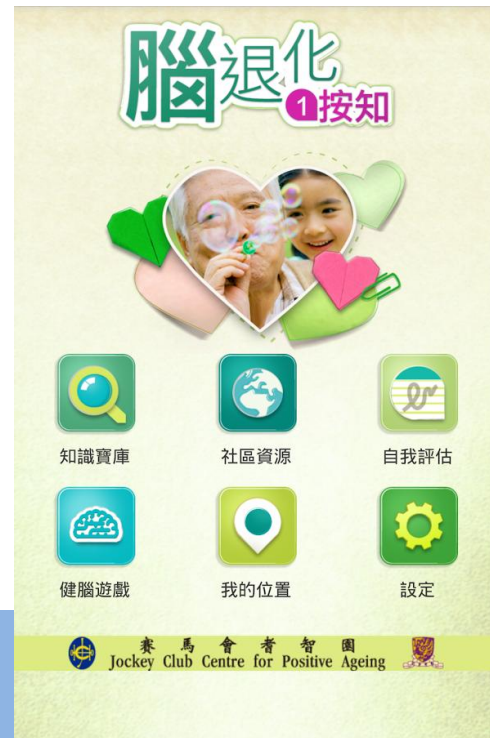 腦退化
1按知
知識寶庫
社區資源
自我評估
健腦遊戲
我的位置
設定
賽馬會耆智園
Jockey Club Centre for Positive Ageing